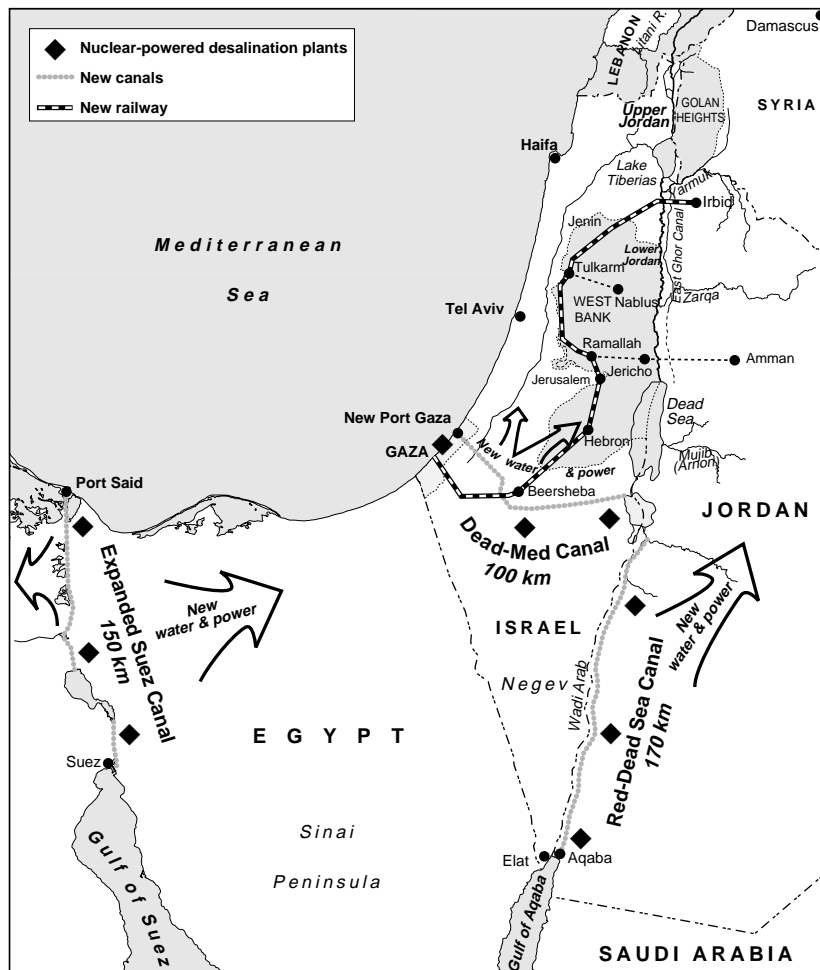 Nuclear-powered desalination plants
New canals
New railway
Damascus
LEBANON
Litani R.
GOLAN
HEIGHTS
SYRIA
Upper
Jordan
Haifa
Lake
Tiberias
Yarmuk
Irbid
Jenin
Mediterranean
Sea
Lower
Jordan
East Ghor Canal
Tulkarm
WEST
BANK
Nablus
Zarqa
Tel Aviv
Ramallah
Jericho
Amman
Jerusalem
Dead
Sea
New Port Gaza
GAZA
Hebron
New water
& power
Mujib
(Arnon)
Port Said
Beersheba
JORDAN
Dead-Med Canal
100 km
Expanded Suez Canal
150 km
New
water & power
ISRAEL
New
water & power
Negev
Wadi Arab
Red-Dead Sea Canal
170 km
EGYPT
Suez
Sinai
Peninsula
Elat
Aqaba
Gulf of Suez
Gulf of Aqaba
SAUDI ARABIA